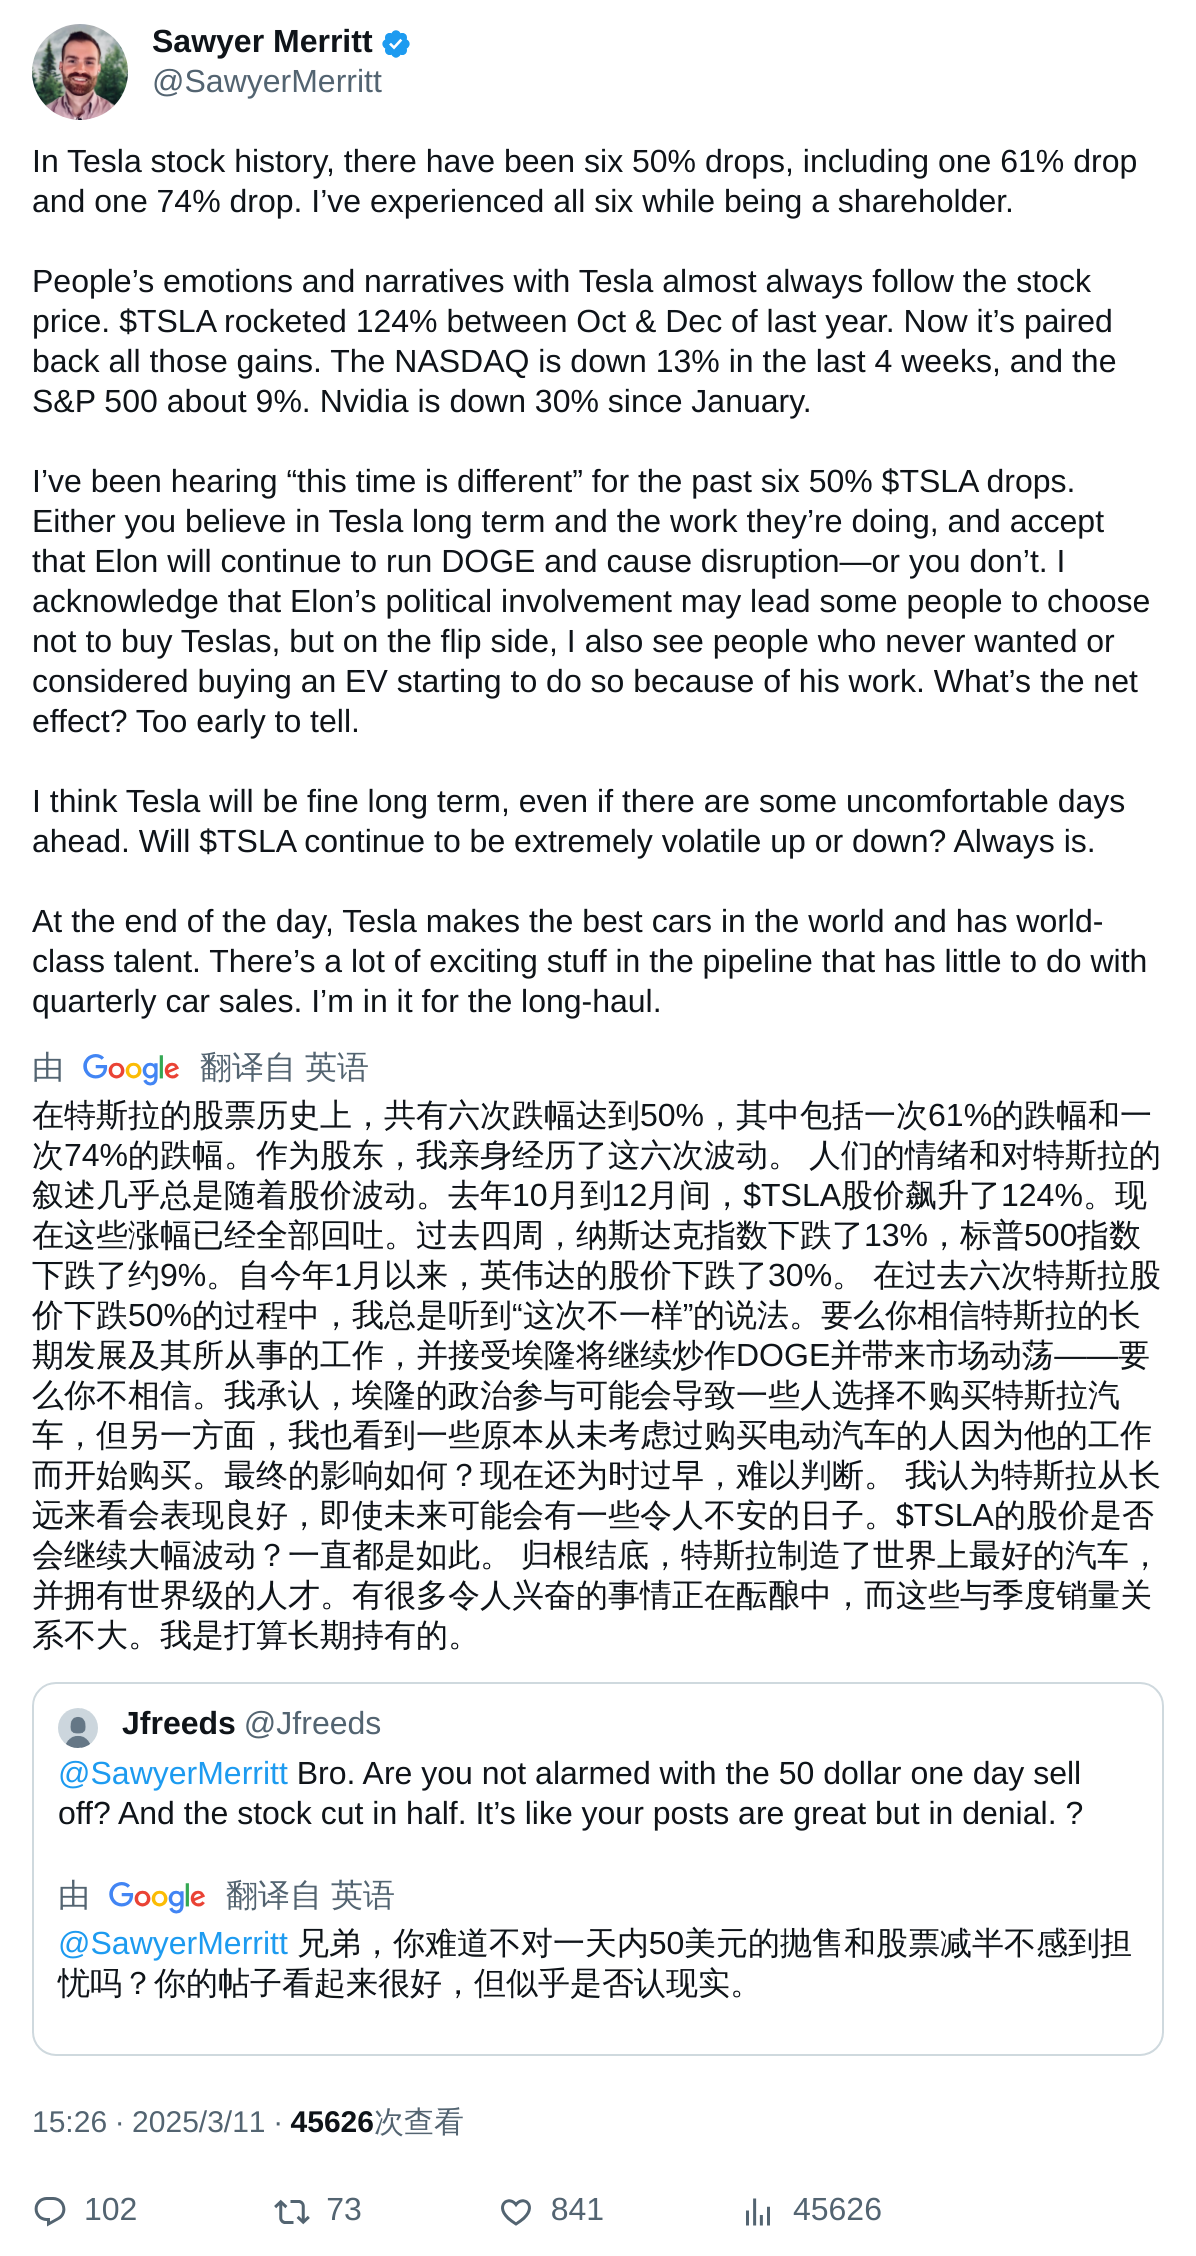 Sawyer Merritt
@SawyerMerritt
In Tesla stock history, there have been six 50% drops, including one 61% drop
and one 74% drop. I’ve experienced all six while being a shareholder.
People’s emotions and narratives with Tesla almost always follow the stock
price. $TSLA rocketed 124% between Oct & Dec of last year. Now it’s paired
back all those gains. The NASDAQ is down 13% in the last 4 weeks, and the
S&P 500 about 9%. Nvidia is down 30% since January.
I’ve been hearing “this time is different” for the past six 50% $TSLA drops.
Either you believe in Tesla long term and the work they’re doing, and accept
that Elon will continue to run DOGE and cause disruption—or you don’t. I
acknowledge that Elon’s political involvement may lead some people to choose
not to buy Teslas, but on the flip side, I also see people who never wanted or
considered buying an EV starting to do so because of his work. What’s the net
effect? Too early to tell.
I think Tesla will be fine long term, even if there are some uncomfortable days
ahead. Will $TSLA continue to be extremely volatile up or down? Always is.
At the end of the day, Tesla makes the best cars in the world and has world-
class talent. There’s a lot of exciting stuff in the pipeline that has little to do with
quarterly car sales. I’m in it for the long-haul.
由 Google 翻译自 英语
在特斯拉的股票历史上，共有六次跌幅达到50%，其中包括一次61%的跌幅和一
次74%的跌幅。作为股东，我亲身经历了这六次波动。 人们的情绪和对特斯拉的
叙述几乎总是随着股价波动。去年10月到12月间，$TSLA股价飙升了124%。现
在这些涨幅已经全部回吐。过去四周，纳斯达克指数下跌了13%，标普500指数
下跌了约9%。自今年1月以来，英伟达的股价下跌了30%。 在过去六次特斯拉股
价下跌50%的过程中，我总是听到“这次不一样”的说法。要么你相信特斯拉的长
期发展及其所从事的工作，并接受埃隆将继续炒作DOGE并带来市场动荡——要
么你不相信。我承认，埃隆的政治参与可能会导致一些人选择不购买特斯拉汽
车，但另一方面，我也看到一些原本从未考虑过购买电动汽车的人因为他的工作
而开始购买。最终的影响如何？现在还为时过早，难以判断。 我认为特斯拉从长
远来看会表现良好，即使未来可能会有一些令人不安的日子。$TSLA的股价是否
会继续大幅波动？一直都是如此。 归根结底，特斯拉制造了世界上最好的汽车，
并拥有世界级的人才。有很多令人兴奋的事情正在酝酿中，而这些与季度销量关
系不大。我是打算长期持有的。
Jfreeds @Jfreeds
@SawyerMerritt Bro. Are you not alarmed with the 50 dollar one day sell
off? And the stock cut in half. It’s like your posts are great but in denial. ?
由 Google 翻译自 英语
@SawyerMerritt 兄弟，你难道不对一天内50美元的抛售和股票减半不感到担
忧吗？你的帖子看起来很好，但似乎是否认现实。
15:26 · 2025/3/11 · 45626次查看
102 73 841 45626